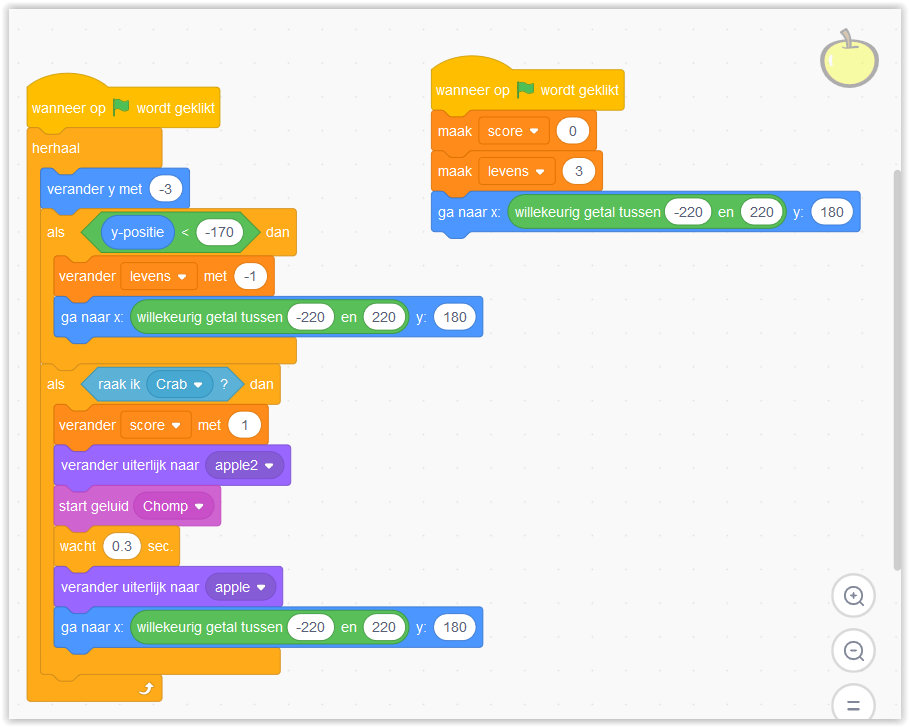 wanneer op wordt geklikt
herhaal
verander y met -3
als y-positie < -170 dan
verander levens met -1
ga naar x: willekeurig getal tussen -220 en 220 y: 180
als raak ik Crab ? dan
verander score met 1
verander uiterlijk naar apple2
start geluid Chomp
wacht 0.3 sec.
verander uiterlijk naar apple
ga naar x: willekeurig getal tussen -220 en 220 y: 180
wanneer op wordt geklikt
maak score 0
maak levens 3
ga naar x: willekeurig getal tussen -220 en 220 y: 180